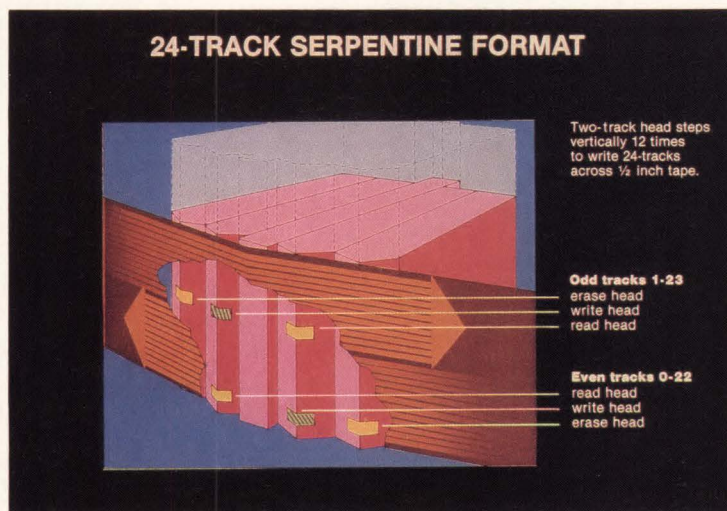 24-TRACK SERPENTINE FORMAT
Two-track head steps
vertically 12 times
to write 24-tracks
across ½ inch tape.
Odd tracks 1-23
erase head
write head
read head
Even tracks 0-22
read head
write head
erase head